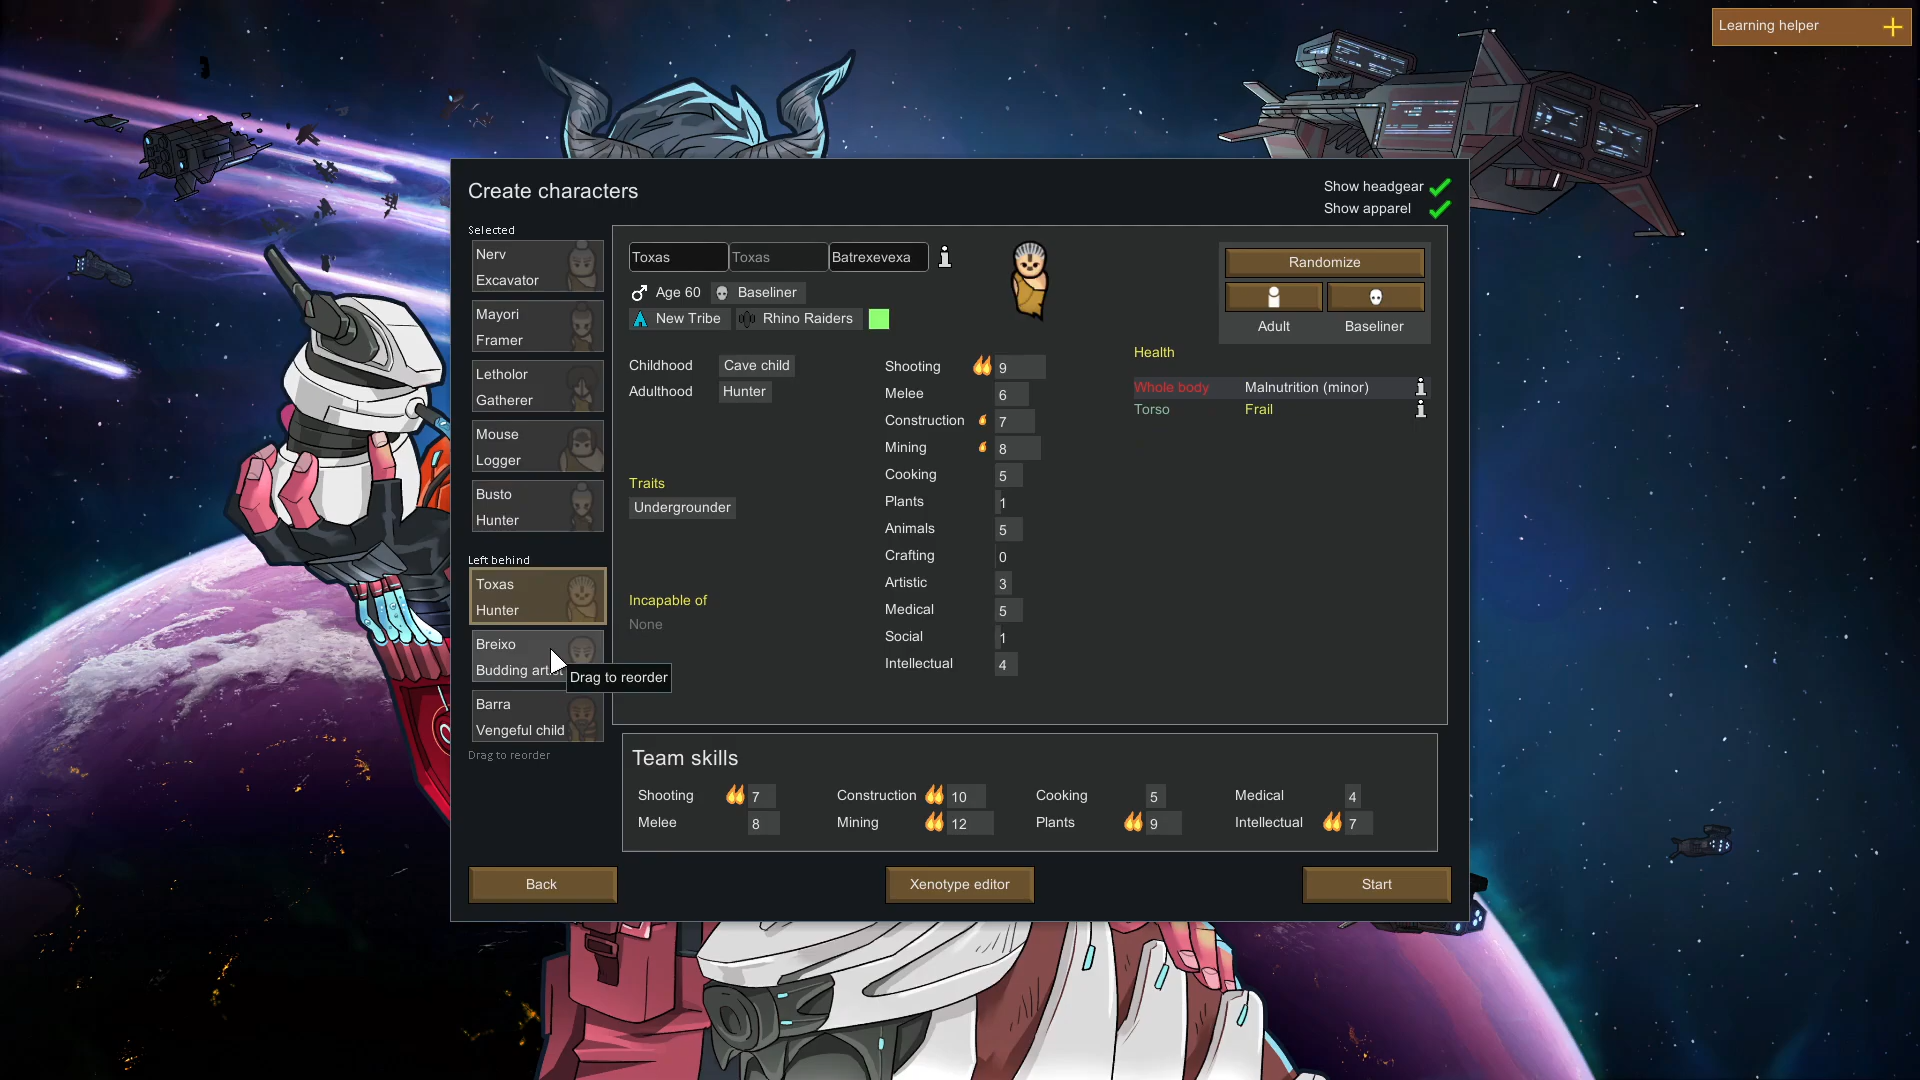 Learning helper
Create characters
Show headgear
Show apparel
Selected
Nerv
Excavator
Mayori
Framer
Letholor
Gatherer
Mouse
Logger
Busto
Hunter
Left behind
Toxas
Hunter
Breixo
Budding artist
Drag to reorder
Barra
Vengeful child
Drag to reorder
Toxas Toxas Batrexevexa
Age 60 Baseliner
New Tribe Rhino Raiders
Childhood Cave child
Adulthood Hunter
Traits
Undergrounder
Incapable of
None
Shooting 9
Melee 6
Construction 7
Mining 8
Cooking 5
Plants 1
Animals 5
Crafting 0
Artistic 3
Medical 5
Social 1
Intellectual 4
Randomize
Adult Baseliner
Health
Whole body Malnutrition (minor)
Torso Frail
Team skills
Shooting 7 Construction 10 Cooking 5 Medical 4
Melee 8 Mining 12 Plants 9 Intellectual 7
Back Xenotype editor Start